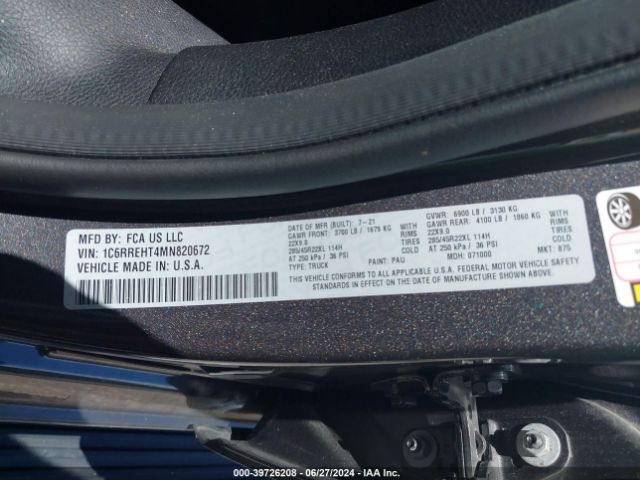 MFD BY: FCA US LLC
VIN: 1C6RREHT4MN820672
VEHICLE MADE IN: U.S.A.
DATE OF MFR (BUILT): 7-21
GAWR FRONT: 3700 LB / 1679 KG
22X9.0 RIMS
285/45R22XL 114H TIRES
AT 250 kPa / 36 PSI COLD
TYPE: TRUCK PAINT: PAU
GVWR: 6900 LB / 3130 KG
GAWR REAR: 4100 LB / 1860 KG
22X9.0 RIMS
285/45R22XL 114H TIRES
AT 250 kPa / 36 PSI COLD
MDH: 071000 MKT: 875
THIS VEHICLE CONFORMS TO ALL APPLICABLE U.S.A. FEDERAL MOTOR VEHICLE SAFETY
STANDARDS IN EFFECT ON THE DATE OF MANUFACTURE SHOWN ABOVE.
000-39726208 - 06/27/2024 - IAA Inc.